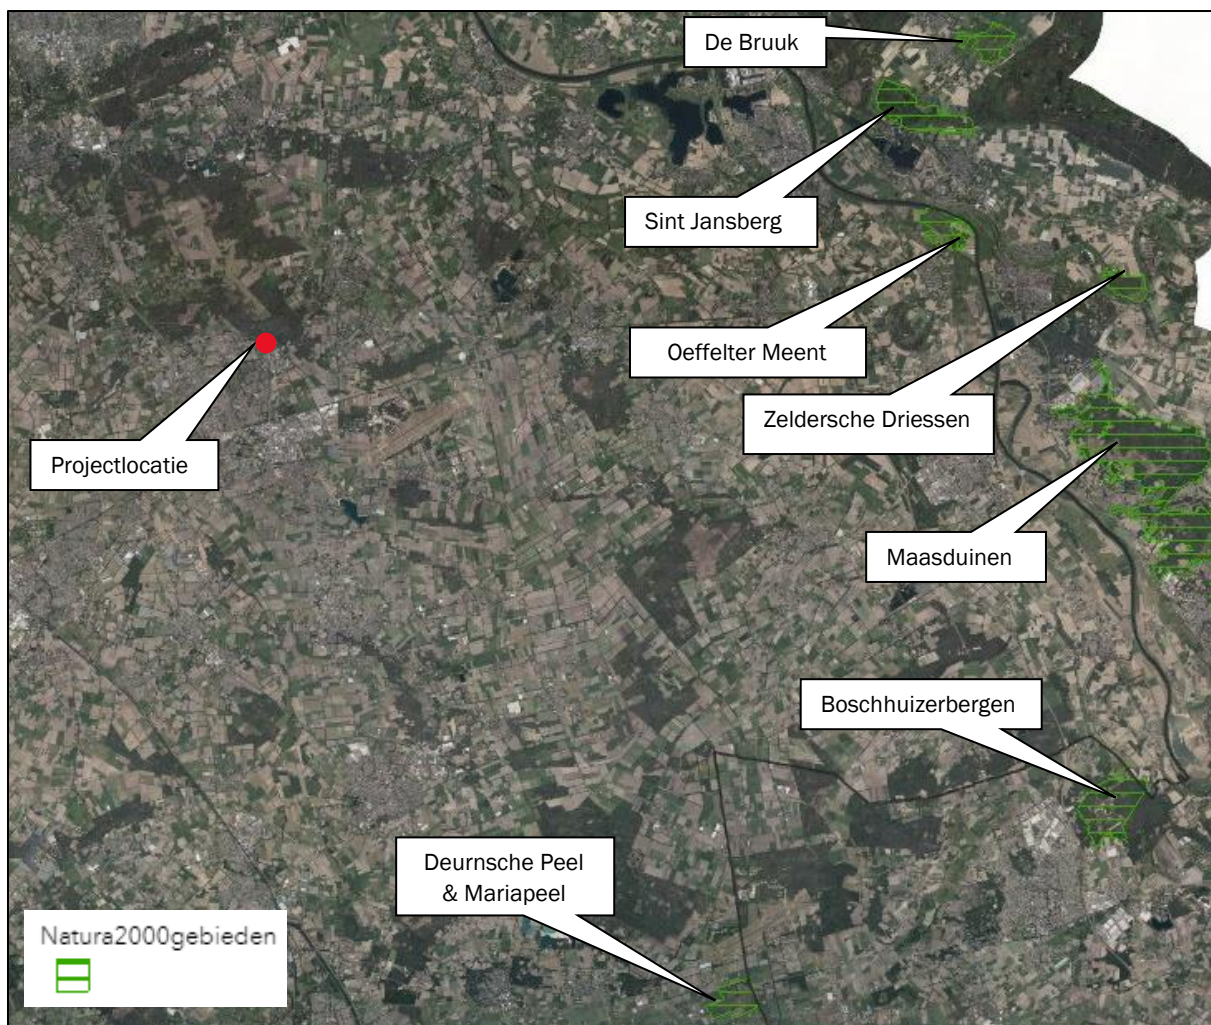 De Bruuk
Sint Jansberg
Oeffelter Meent
Zeldersche Driessen
Projectlocatie
Maasduinen
Boschhuizerbergen
Deurnsche Peel
& Mariapeel
Natura2000gebieden